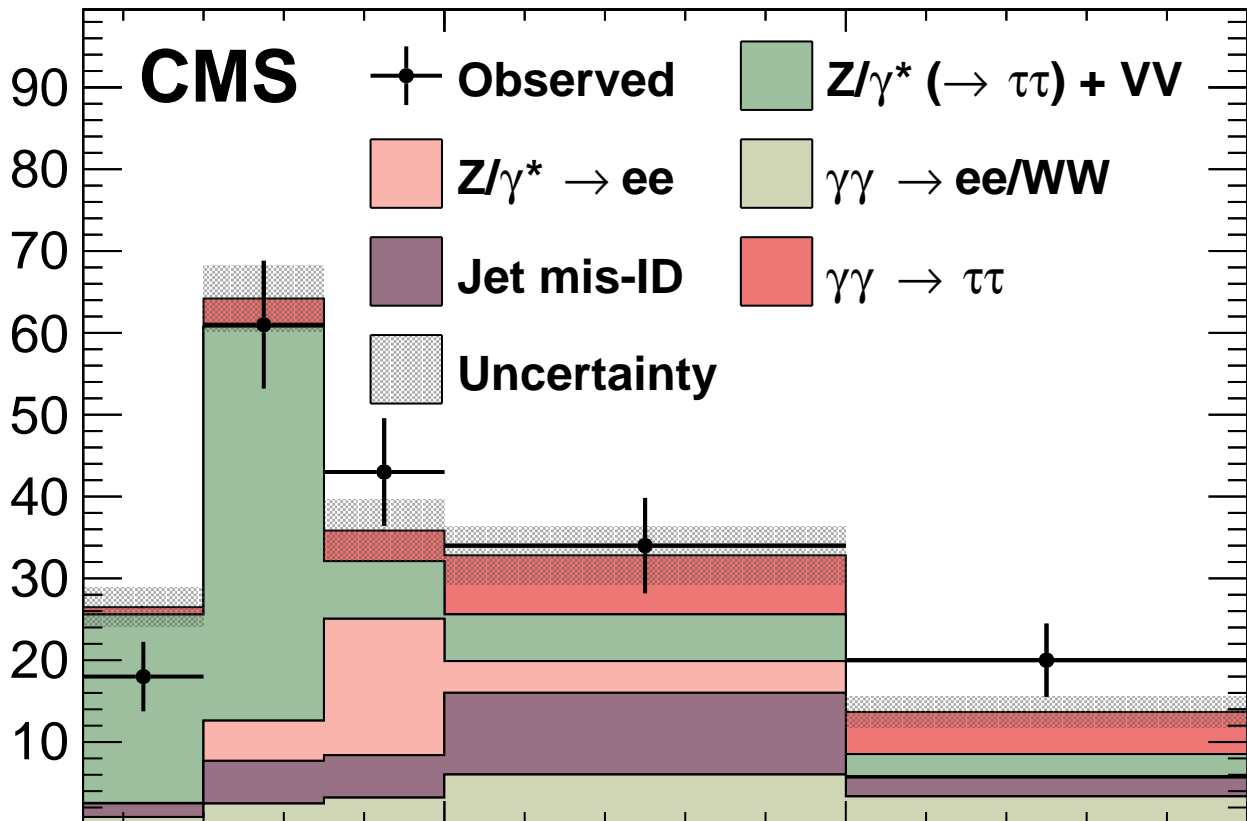 CMS
Observed
Z/γ* (→ ττ) + VV
Z/γ* → ee
γγ → ee/WW
Jet mis-ID
γγ → ττ
Uncertainty
90
80
70
60
50
40
30
20
10